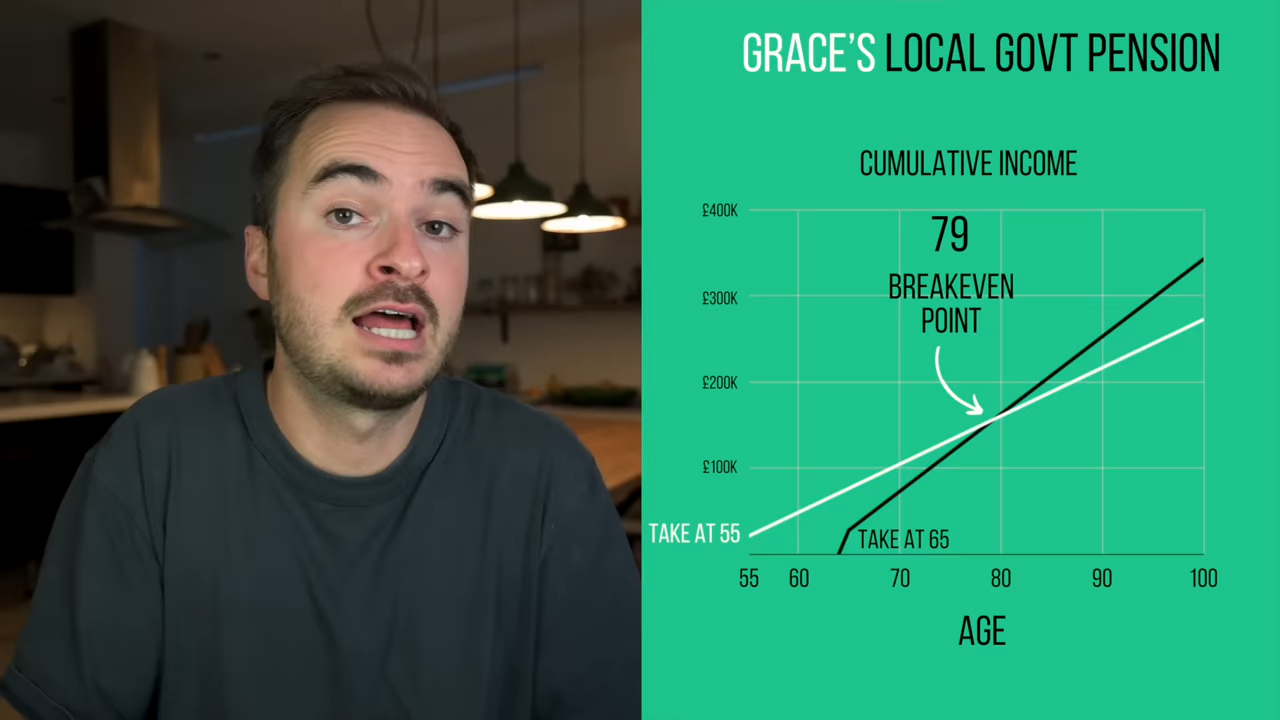 GRACE'S LOCAL GOVT PENSION
CUMULATIVE INCOME
£400K
79
BREAKEVEN
POINT
£300K
£200K
£100K
TAKE AT 55
TAKE AT 65
55 60 70 80 90 100
AGE